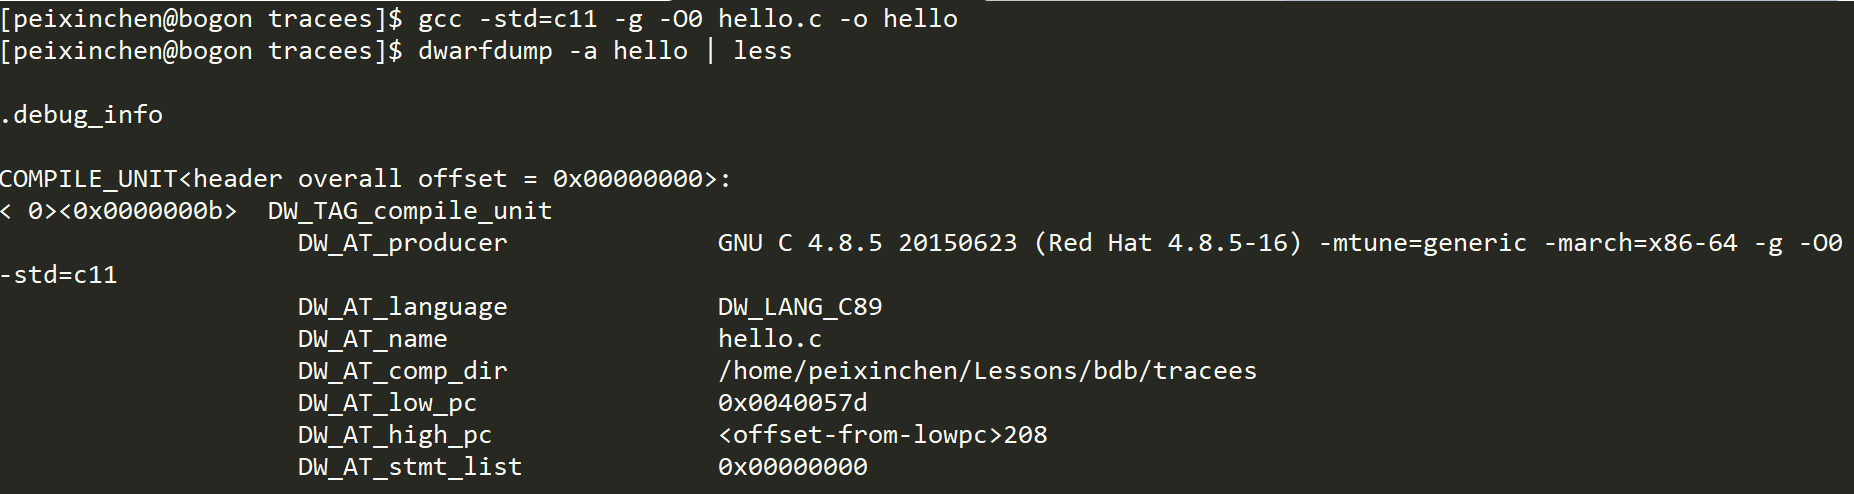 [peixinchen@bogon tracees]$ gcc -std=c11 -g -O0 hello.c -o hello
[peixinchen@bogon tracees]$ dwarfdump -a hello | less
.debug_info
COMPILE_UNIT<header overall offset = 0x00000000>:
< 0><0x0000000b>  DW_TAG_compile_unit
DW_AT_producer              GNU C 4.8.5 20150623 (Red Hat 4.8.5-16) -mtune=generic -march=x86-64 -g -O0
-std=c11
DW_AT_language              DW_LANG_C89
DW_AT_name                  hello.c
DW_AT_comp_dir              /home/peixinchen/Lessons/bdb/tracees
DW_AT_low_pc                0x0040057d
DW_AT_high_pc               <offset-from-lowpc>208
DW_AT_stmt_list             0x00000000